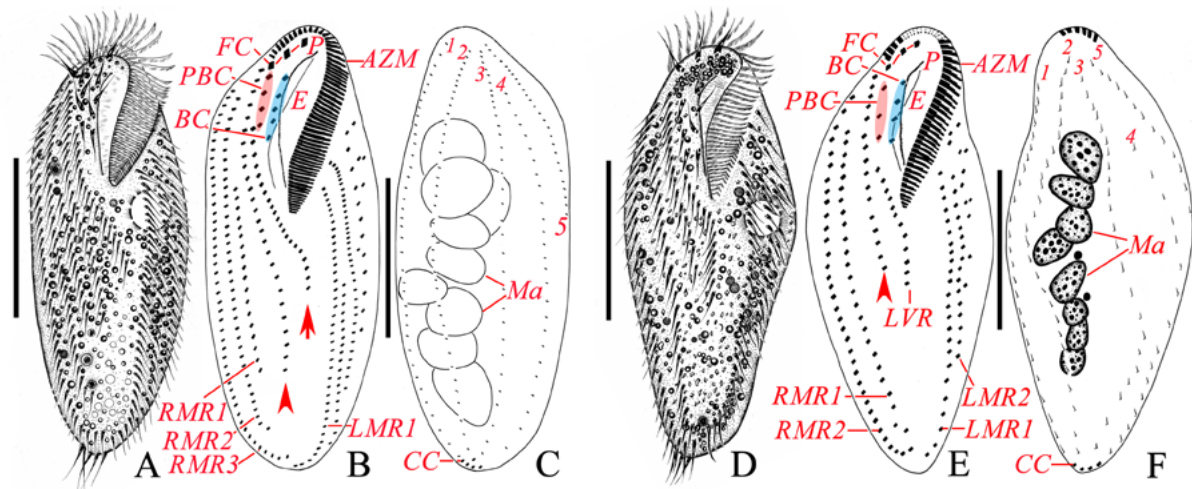 FC P
PBC
BC
E
AZM
RMR1
RMR2
RMR3
LMR1
A
B
1 2 3 4
5
Ma
CC
C
D
FC
BC
P
AZM
PBC
E
LVR
RMR1
RMR2
LMR2
LMR1
E
1 2 3 5
4
Ma
CC
F